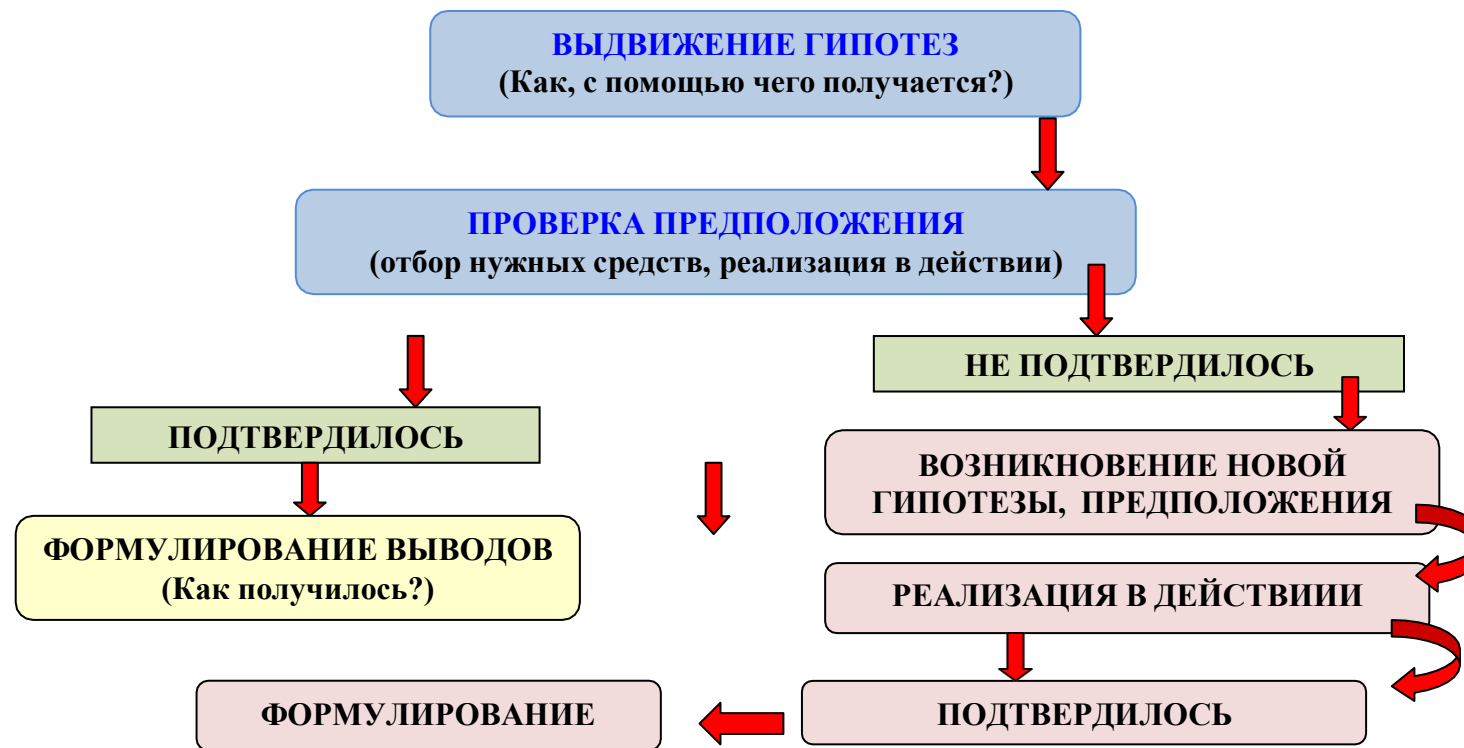 ВЫДВИЖЕНИЕ ГИПОТЕЗ
(Как, с помощью чего получается?)
ПРОВЕРКА ПРЕДПОЛОЖЕНИЯ
(отбор нужных средств, реализация в действии)
НЕ ПОДТВЕРДИЛОСЬ
ПОДТВЕРДИЛОСЬ
ВОЗНИКНОВЕНИЕ НОВОЙ
ГИПОТЕЗЫ, ПРЕДПОЛОЖЕНИЯ
ФОРМУЛИРОВАНИЕ ВЫВОДОВ
(Как получилось?)
РЕАЛИЗАЦИЯ В ДЕЙСТВИИИ
ФОРМУЛИРОВАНИЕ
ПОДТВЕРДИЛОСЬ